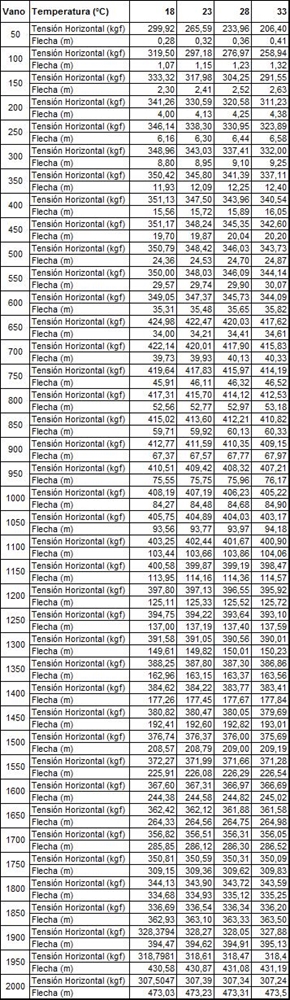 Vano Temperatura (°C) 18 23 28 33
50 Tensión Horizontal (kgf) 299,92 265,59 233,96 206,40
Flecha (m) 0,28 0,32 0,36 0,41
100 Tensión Horizontal (kgf) 319,50 297,18 276,97 258,94
Flecha (m) 1,07 1,15 1,23 1,32
150 Tensión Horizontal (kgf) 333,32 317,98 304,25 291,55
Flecha (m) 2,30 2,41 2,52 2,63
200 Tensión Horizontal (kgf) 341,26 330,59 320,58 311,23
Flecha (m) 4,00 4,13 4,25 4,38
250 Tensión Horizontal (kgf) 346,14 338,30 330,95 323,89
Flecha (m) 6,16 6,30 6,44 6,58
300 Tensión Horizontal (kgf) 348,96 343,03 337,41 332,00
Flecha (m) 8,80 8,95 9,10 9,25
350 Tensión Horizontal (kgf) 350,42 345,80 341,39 337,11
Flecha (m) 11,93 12,09 12,25 12,40
400 Tensión Horizontal (kgf) 351,13 347,50 343,96 340,54
Flecha (m) 15,56 15,72 15,89 16,05
450 Tensión Horizontal (kgf) 351,17 348,24 345,35 342,60
Flecha (m) 19,70 19,87 20,04 20,20
500 Tensión Horizontal (kgf) 350,79 348,42 346,03 343,73
Flecha (m) 24,36 24,53 24,70 24,87
550 Tensión Horizontal (kgf) 350,00 348,03 346,09 344,14
Flecha (m) 29,57 29,74 29,90 30,07
600 Tensión Horizontal (kgf) 349,05 347,37 345,73 344,09
Flecha (m) 35,31 35,48 35,65 35,82
650 Tensión Horizontal (kgf) 424,98 422,47 420,03 417,62
Flecha (m) 34,00 34,21 34,41 34,61
700 Tensión Horizontal (kgf) 422,14 420,01 417,90 415,83
Flecha (m) 39,73 39,93 40,13 40,33
750 Tensión Horizontal (kgf) 419,64 417,83 415,97 414,19
Flecha (m) 45,91 46,11 46,32 46,52
800 Tensión Horizontal (kgf) 417,31 415,70 414,12 412,53
Flecha (m) 52,56 52,77 52,97 53,18
850 Tensión Horizontal (kgf) 415,02 413,60 412,21 410,82
Flecha (m) 59,71 59,92 60,13 60,33
900 Tensión Horizontal (kgf) 412,77 411,59 410,35 409,15
Flecha (m) 67,37 67,57 67,77 67,97
950 Tensión Horizontal (kgf) 410,51 409,42 408,32 407,21
Flecha (m) 75,55 75,75 75,96 76,17
1000 Tensión Horizontal (kgf) 408,19 407,19 406,23 405,22
Flecha (m) 84,27 84,48 84,68 84,90
1050 Tensión Horizontal (kgf) 405,75 404,89 404,03 403,17
Flecha (m) 93,56 93,77 93,97 94,18
1100 Tensión Horizontal (kgf) 403,25 402,44 401,67 400,90
Flecha (m) 103,44 103,66 103,86 104,06
1150 Tensión Horizontal (kgf) 400,58 399,87 399,19 398,47
Flecha (m) 113,95 114,16 114,36 114,57
1200 Tensión Horizontal (kgf) 397,80 397,13 396,55 395,92
Flecha (m) 125,11 125,33 125,52 125,72
1250 Tensión Horizontal (kgf) 394,75 394,22 393,64 393,10
Flecha (m) 137,00 137,19 137,40 137,59
1300 Tensión Horizontal (kgf) 391,58 391,05 390,56 390,01
Flecha (m) 149,61 149,82 150,01 150,23
1350 Tensión Horizontal (kgf) 388,25 387,80 387,30 386,86
Flecha (m) 162,96 163,15 163,37 163,56
1400 Tensión Horizontal (kgf) 384,62 384,22 383,77 383,41
Flecha (m) 177,26 177,45 177,67 177,84
1450 Tensión Horizontal (kgf) 380,82 380,47 380,05 379,69
Flecha (m) 192,41 192,60 192,82 193,01
1500 Tensión Horizontal (kgf) 376,74 376,37 376,00 375,69
Flecha (m) 208,57 208,79 209,00 209,19
1550 Tensión Horizontal (kgf) 372,27 371,99 371,66 371,28
Flecha (m) 225,91 226,08 226,29 226,54
1600 Tensión Horizontal (kgf) 367,60 367,31 366,97 366,69
Flecha (m) 244,38 244,58 244,82 245,02
1650 Tensión Horizontal (kgf) 362,42 362,12 361,88 361,58
Flecha (m) 264,33 264,56 264,75 264,98
1700 Tensión Horizontal (kgf) 356,82 356,51 356,31 356,05
Flecha (m) 285,85 286,12 286,30 286,52
1750 Tensión Horizontal (kgf) 350,81 350,59 350,31 350,09
Flecha (m) 309,15 309,36 309,62 309,83
1800 Tensión Horizontal (kgf) 344,13 343,90 343,72 343,59
Flecha (m) 334,68 334,93 335,12 335,25
1850 Tensión Horizontal (kgf) 336,69 336,54 336,34 336,20
Flecha (m) 362,93 363,10 363,33 363,50
1900 Tensión Horizontal (kgf) 328,3794 328,27 328,05 327,88
Flecha (m) 394,47 394,62 394,91 395,13
1950 Tensión Horizontal (kgf) 318,7981 318,61 318,47 318,4
Flecha (m) 430,58 430,87 431,08 431,19
2000 Tensión Horizontal (kgf) 307,5047 307,39 307,34 307,24
Flecha (m) 473,03 473,23 473,31 473,5